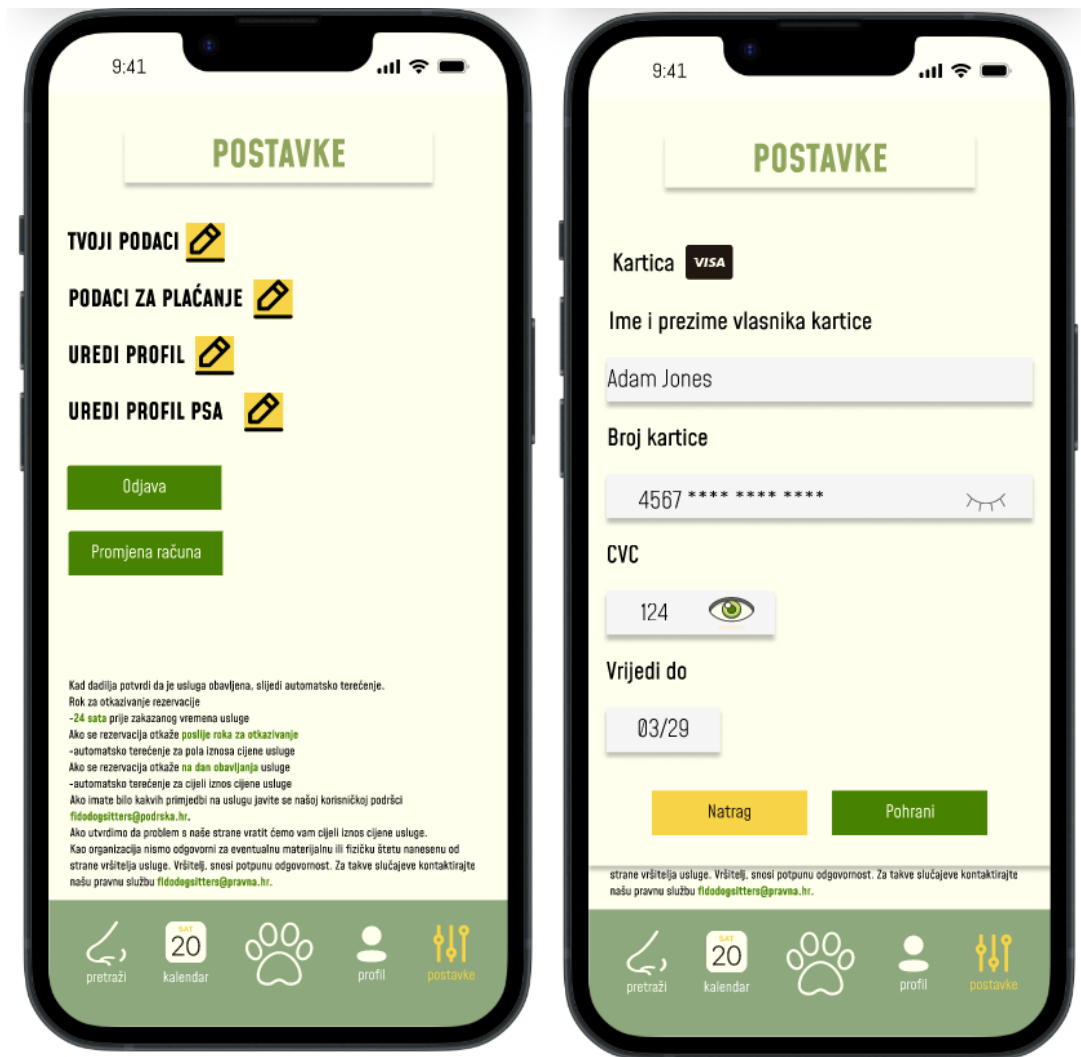 9:41
POSTAVKE
TVOJI PODACI
PODACI ZA PLAĆANJE
UREDI PROFIL
UREDI PROFIL PSA
Odjava
Promjena računa
Kad dadilja potvrdi da je usluga obavljena, slijedi automatsko terećenje.
Rok za otkazivanje rezervacije
-24 sata prije zakazanog vremena usluge
Ako se rezervacija otkaže poslije roka za otkazivanje
-automatsko terećenje za pola iznosa cijene usluge
Ako se rezervacija otkaže na dan obavljanja usluge
-automatsko terećenje za cijeli iznos cijene usluge
Ako imate bilo kakvih primjedbi na uslugu javite se našoj korisničkoj podršci
fidodogsitters@podrska.hr.
Ako utvrdimo da problem s naše strane vratit ćemo vam cijeli iznos cijene usluge.
Kao organizacija nismo odgovorni za eventualnu materijalnu ili fizičku štetu nanesenu od
strane vršitelja usluge. Vršitelj, snosi potpunu odgovornost. Za takve slučajeve kontaktirajte
našu pravnu službu fidodogsitters@pravna.hr.
pretraži
SAT
20
kalendar
profil
postavke
9:41
POSTAVKE
Kartica VISA
Ime i prezime vlasnika kartice
Adam Jones
Broj kartice
4567 **** **** ****
CVC
124
Vrijedi do
03/29
Natrag
Pohrani
strane vršitelja usluge. Vršitelj, snosi potpunu odgovornost. Za takve slučajeve kontaktirajte
našu pravnu službu fidodogsitters@pravna.hr.
pretraži
SAT
20
kalendar
profil
postavke